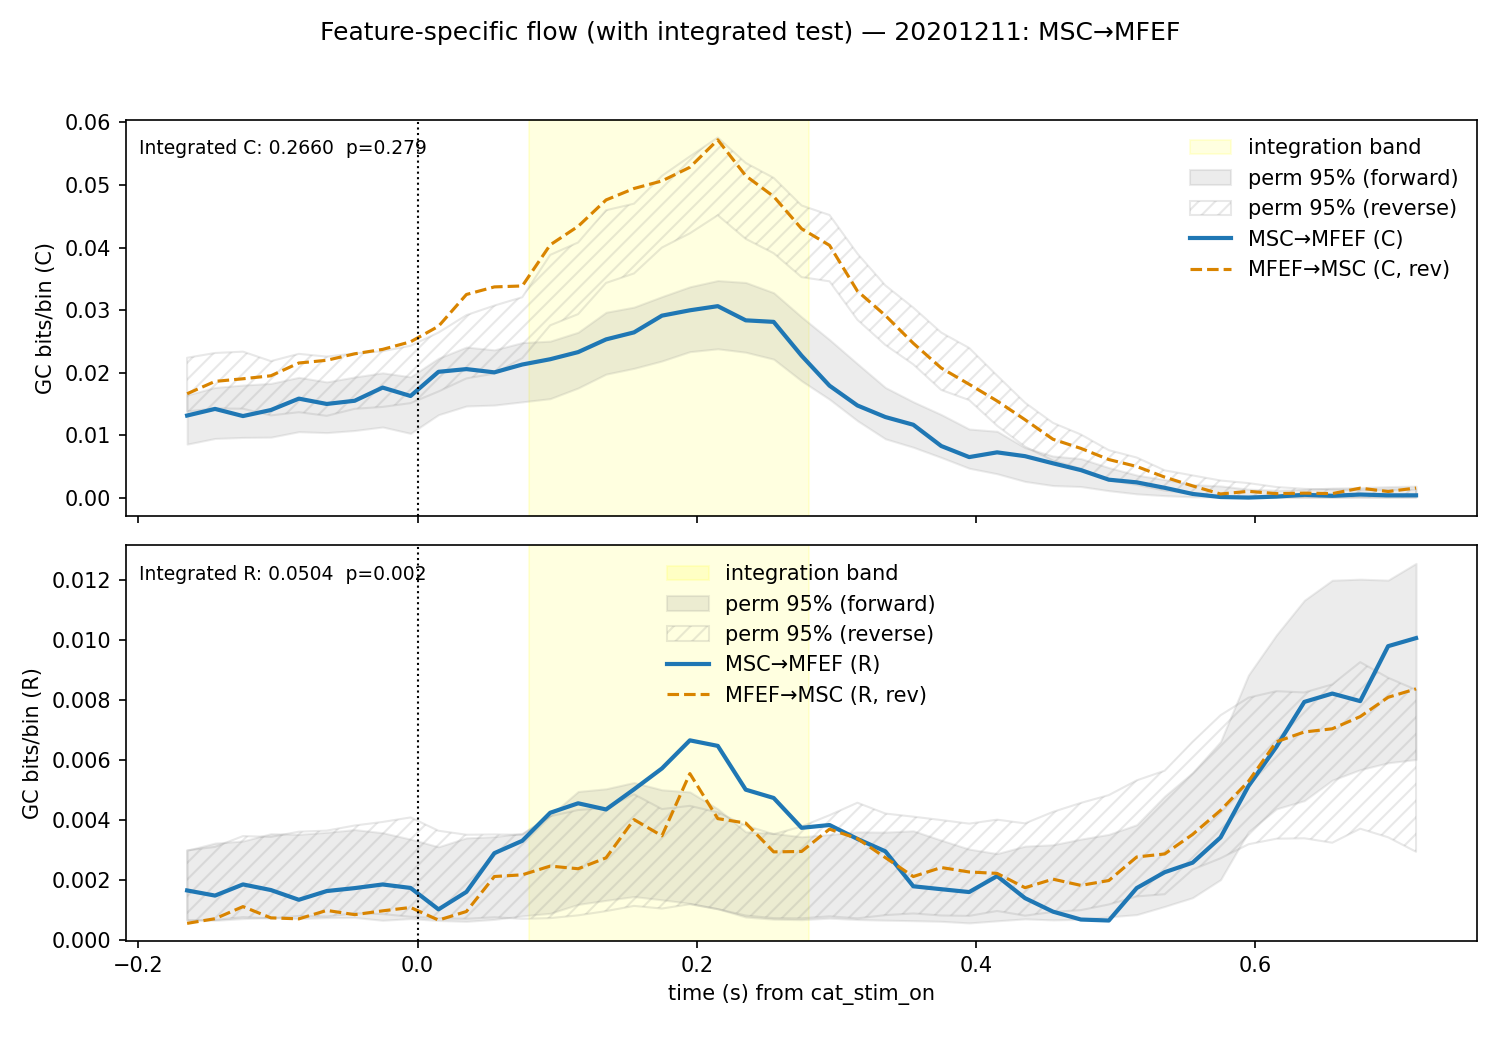 Feature-specific flow (with integrated test) — 20201211: MSC→MFEF
Integrated C: 0.2660  p=0.279
integration band
perm 95% (forward)
perm 95% (reverse)
MSC→MFEF (C)
MFEF→MSC (C, rev)
GC bits/bin (C)
0.06
0.05
0.04
0.03
0.02
0.01
0.00
Integrated R: 0.0504  p=0.002
integration band
perm 95% (forward)
perm 95% (reverse)
MSC→MFEF (R)
MFEF→MSC (R, rev)
GC bits/bin (R)
0.012
0.010
0.008
0.006
0.004
0.002
0.000
−0.2 0.0 0.2 0.4 0.6
time (s) from cat_stim_on